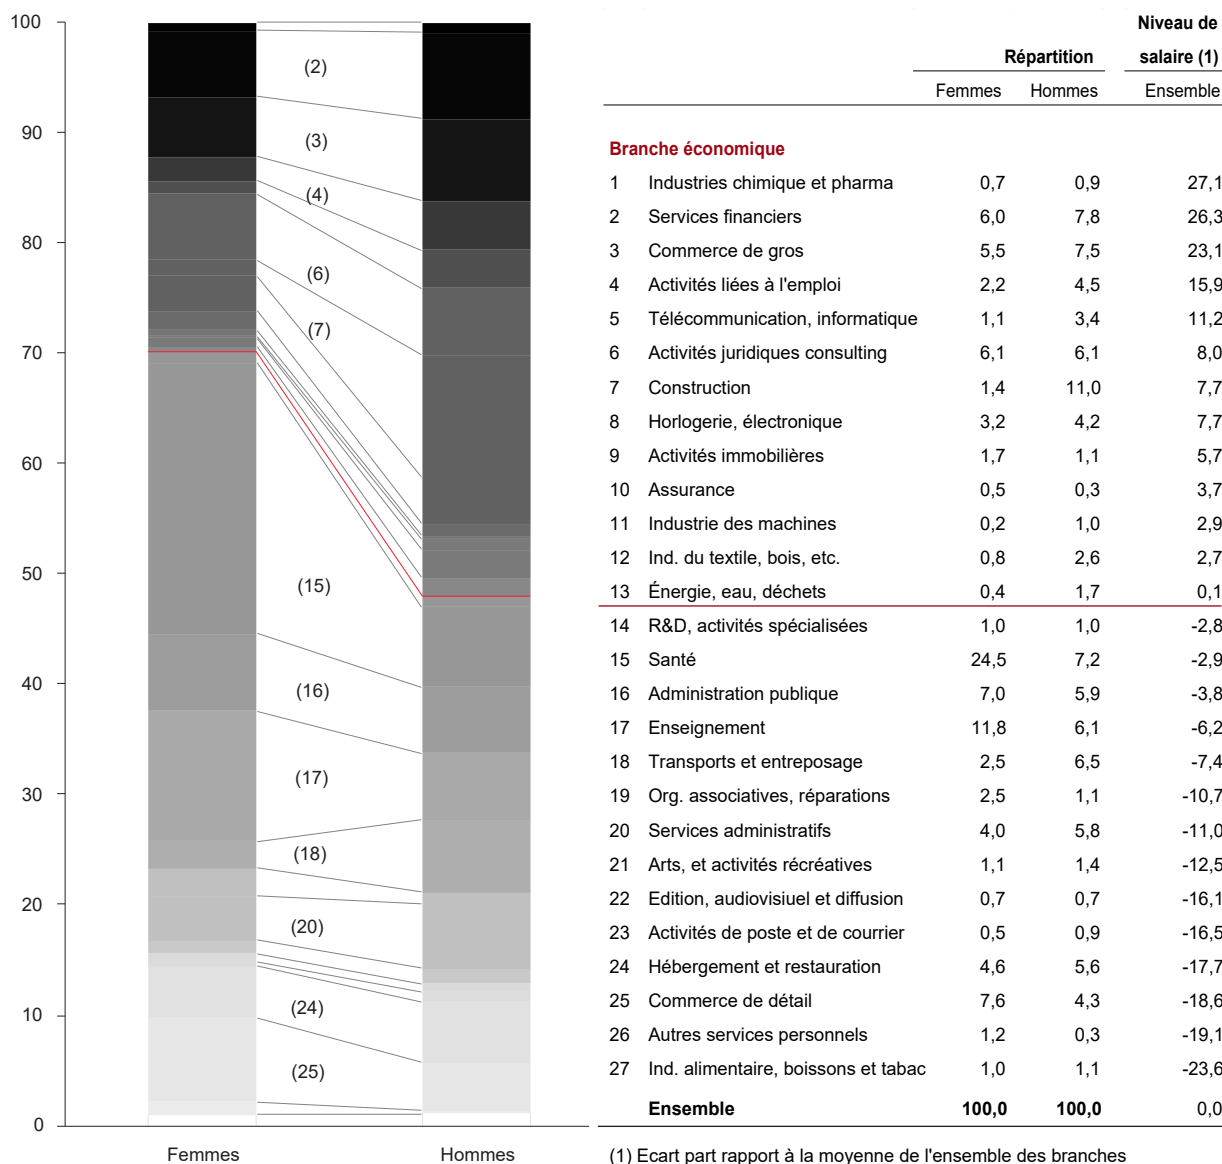 100
90
80
70
60
50
40
30
20
10
0
(2)
(3)
(4)
(6)
(7)
(15)
(16)
(17)
(18)
(20)
(24)
(25)
Femmes Hommes
Niveau de
Répartition salaire (1)
Femmes Hommes Ensemble
Branche économique
1 Industries chimique et pharma 0,7 0,9 27,1
2 Services financiers 6,0 7,8 26,3
3 Commerce de gros 5,5 7,5 23,1
4 Activités liées à l'emploi 2,2 4,5 15,9
5 Télécommunication, informatique 1,1 3,4 11,2
6 Activités juridiques consulting 6,1 6,1 8,0
7 Construction 1,4 11,0 7,7
8 Horlogerie, électronique 3,2 4,2 7,7
9 Activités immobilières 1,7 1,1 5,7
10 Assurance 0,5 0,3 3,7
11 Industrie des machines 0,2 1,0 2,9
12 Ind. du textile, bois, etc. 0,8 2,6 2,7
13 Énergie, eau, déchets 0,4 1,7 0,1
14 R&D, activités spécialisées 1,0 1,0 -2,8
15 Santé 24,5 7,2 -2,9
16 Administration publique 7,0 5,9 -3,8
17 Enseignement 11,8 6,1 -6,2
18 Transports et entreposage 2,5 6,5 -7,4
19 Org. associatives, réparations 2,5 1,1 -10,7
20 Services administratifs 4,0 5,8 -11,0
21 Arts, et activités récréatives 1,1 1,4 -12,5
22 Edition, audiovisiuel et diffusion 0,7 0,7 -16,1
23 Activités de poste et de courrier 0,5 0,9 -16,5
24 Hébergement et restauration 4,6 5,6 -17,7
25 Commerce de détail 7,6 4,3 -18,6
26 Autres services personnels 1,2 0,3 -19,1
27 Ind. alimentaire, boissons et tabac 1,0 1,1 -23,6
Ensemble 100,0 100,0 0,0
(1) Ecart part rapport à la moyenne de l'ensemble des branches